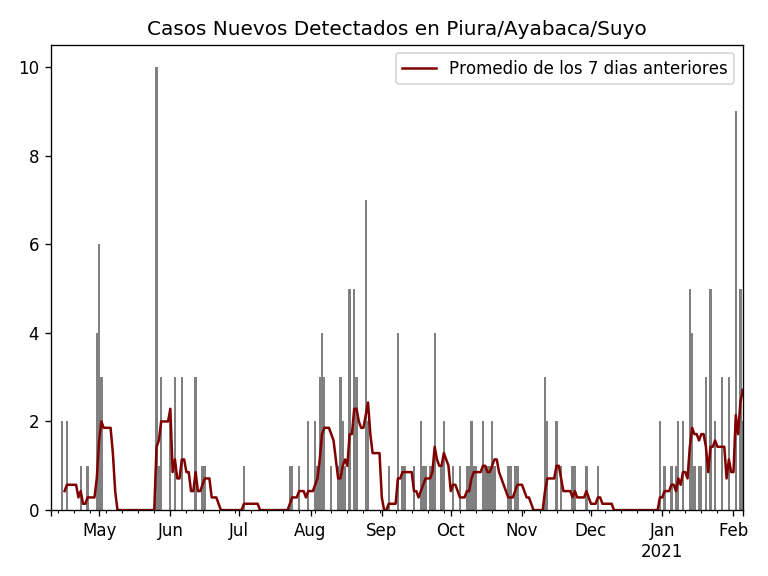 Casos Nuevos Detectados en Piura/Ayabaca/Suyo
Promedio de los 7 dias anteriores
10
8
6
4
2
0
May Jun Jul Aug Sep Oct Nov Dec Jan Feb
2021